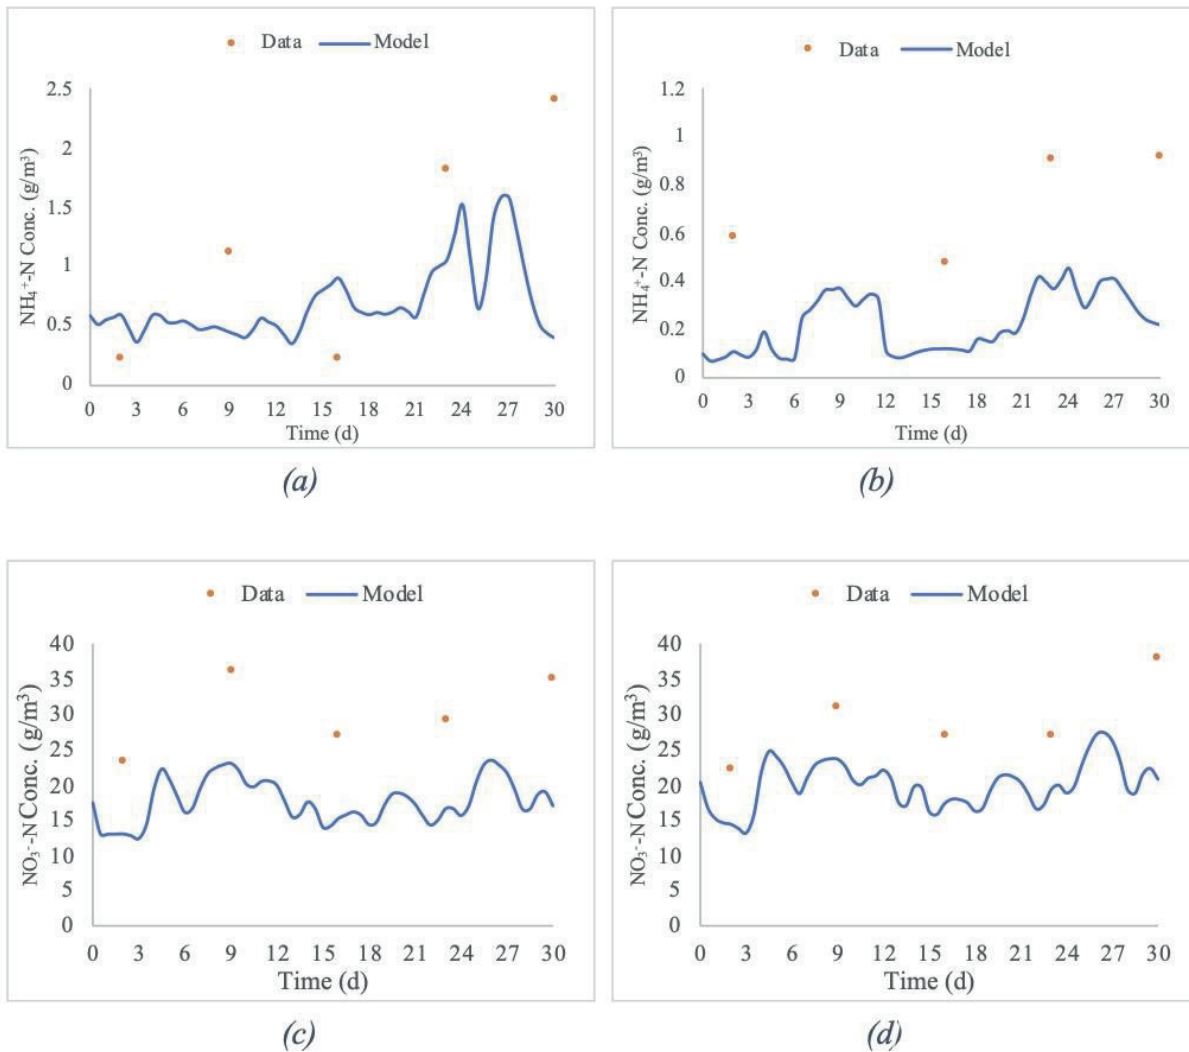 Data Model
NH₄⁺-N Conc. (g/m³)
2.5
2
1.5
1
0.5
0
0 3 6 9 12 15 18 21 24 27 30
Time (d)
(a)
Data Model
NH₄⁺-N Conc. (g/m³)
1.2
1
0.8
0.6
0.4
0.2
0
0 3 6 9 12 15 18 21 24 27 30
Time (d)
(b)
Data Model
NO₃⁻-N Conc. (g/m³)
40
35
30
25
20
15
10
5
0
0 3 6 9 12 15 18 21 24 27 30
Time (d)
(c)
Data Model
NO₃⁻-N Conc. (g/m³)
40
35
30
25
20
15
10
5
0
0 3 6 9 12 15 18 21 24 27 30
Time (d)
(d)